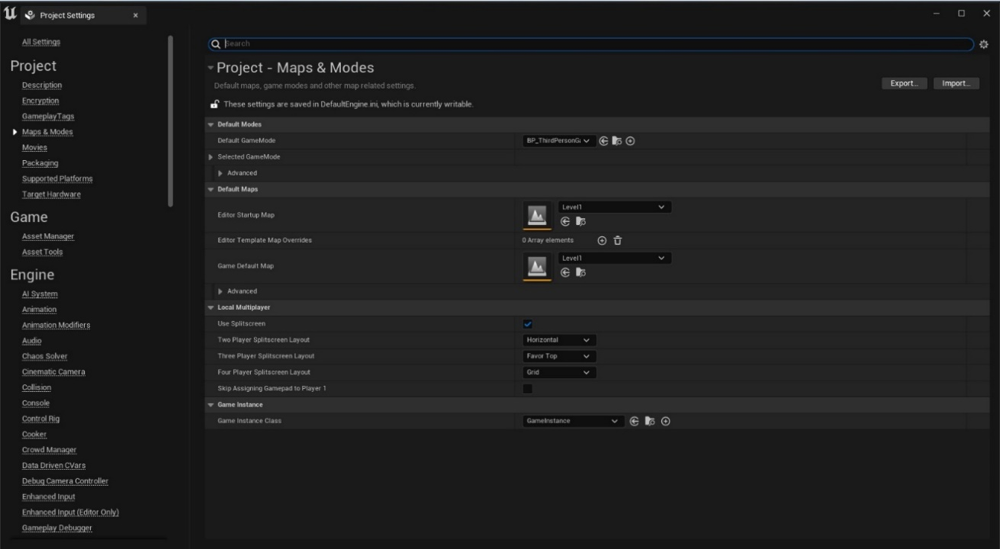 Project Settings
All Settings
Project
Description
Encryption
GameplayTags
Maps & Modes
Movies
Packaging
Supported Platforms
Target Hardware
Game
Asset Manager
Asset Tools
Engine
AI System
Animation
Animation Modifiers
Audio
Chaos Solver
Cinematic Camera
Collision
Console
Control Rig
Cooker
Crowd Manager
Data Driven CVars
Debug Camera Controller
Enhanced Input
Enhanced Input (Editor Only)
Gameplay Debugger
Search
Project - Maps & Modes
Default maps, game modes and other map related settings.
Export...
Import...
These settings are saved in DefaultEngine.ini, which is currently writable.
Default Modes
Default GameMode BP_ThirdPersonGa
Selected GameMode
Advanced
Default Maps
Editor Startup Map Level1
Editor Template Map Overrides 0 Array elements
Game Default Map Level1
Advanced
Local Multiplayer
Use Splitscreen
Two Player Splitscreen Layout Horizontal
Three Player Splitscreen Layout Favor Top
Four Player Splitscreen Layout Grid
Skip Assigning Gamepad to Player 1
Game Instance
Game Instance Class GameInstance